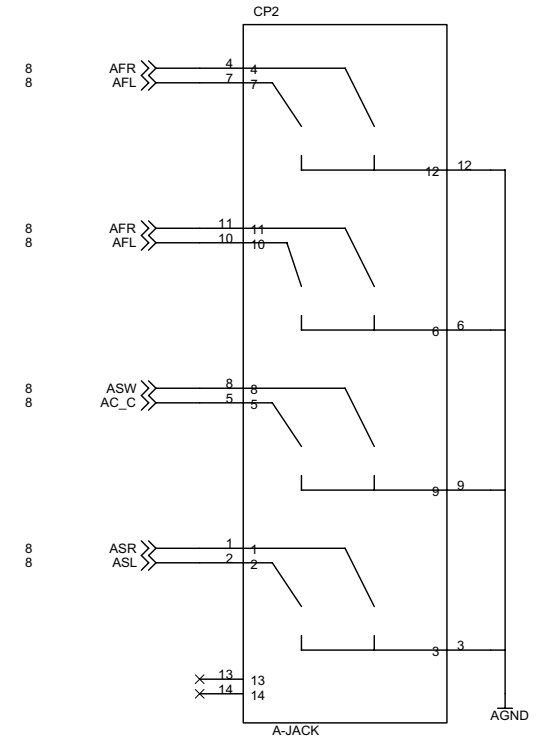 CP2
8 AFR 4 4
8 AFL 7 7
12 12
8 AFR 11 11
8 AFL 10 10
6 6
8 ASW 8 8
8 AC_C 5 5
9 9
8 ASR 1 1
8 ASL 2 2
3 3
13 13
14 14
AGND
A-JACK